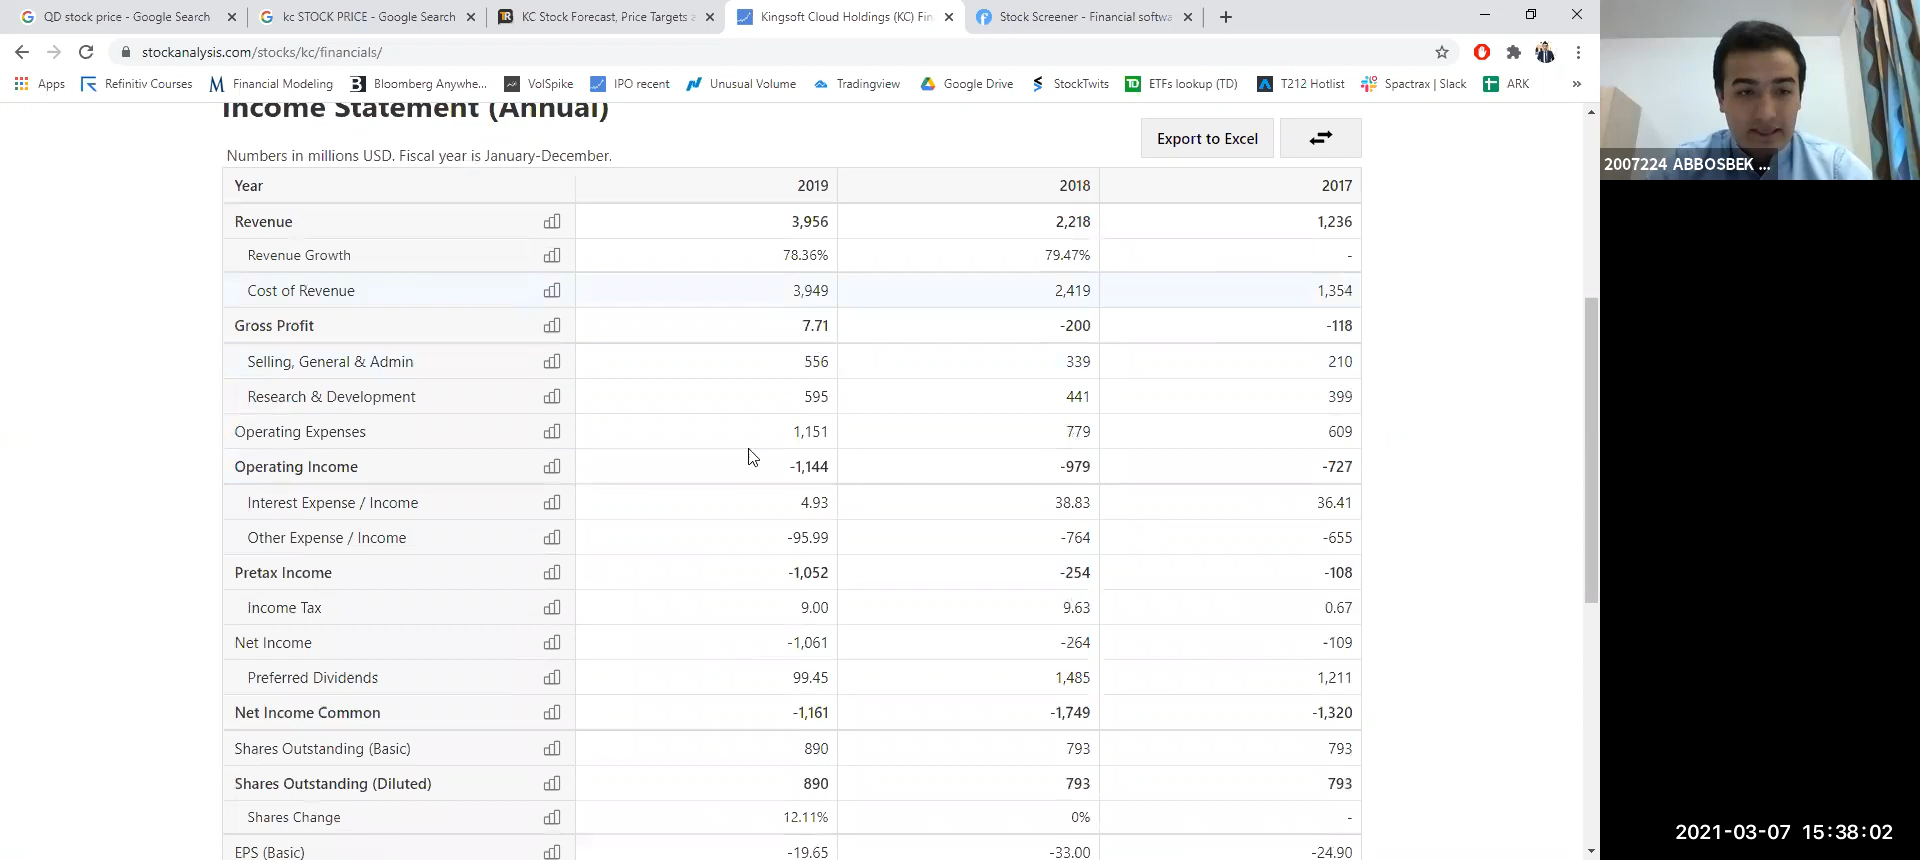 QD stock price - Google Search
kc STOCK PRICE - Google Search
KC Stock Forecast, Price Targets
Kingsoft Cloud Holdings (KC) Fin
Stock Screener - Financial softwa
stockanalysis.com/stocks/kc/financials/
Apps
Refinitiv Courses
Financial Modeling
Bloomberg Anywhe...
VolSpike
IPO recent
Unusual Volume
Tradingview
Google Drive
StockTwits
ETFs lookup (TD)
T212 Hotlist
Spactrax | Slack
ARK
»
Income Statement (Annual)
Export to Excel
Numbers in millions USD. Fiscal year is January-December.
Year 2019 2018 2017
Revenue 3,956 2,218 1,236
Revenue Growth 78.36% 79.47% -
Cost of Revenue 3,949 2,419 1,354
Gross Profit 7.71 -200 -118
Selling, General & Admin 556 339 210
Research & Development 595 441 399
Operating Expenses 1,151 779 609
Operating Income -1,144 -979 -727
Interest Expense / Income 4.93 38.83 36.41
Other Expense / Income -95.99 -764 -655
Pretax Income -1,052 -254 -108
Income Tax 9.00 9.63 0.67
Net Income -1,061 -264 -109
Preferred Dividends 99.45 1,485 1,211
Net Income Common -1,161 -1,749 -1,320
Shares Outstanding (Basic) 890 793 793
Shares Outstanding (Diluted) 890 793 793
Shares Change 12.11% 0% -
EPS (Basic) -19.65 -33.00 -24.90
2007224 ABBOSBEK ...
2021-03-07 15:38:02